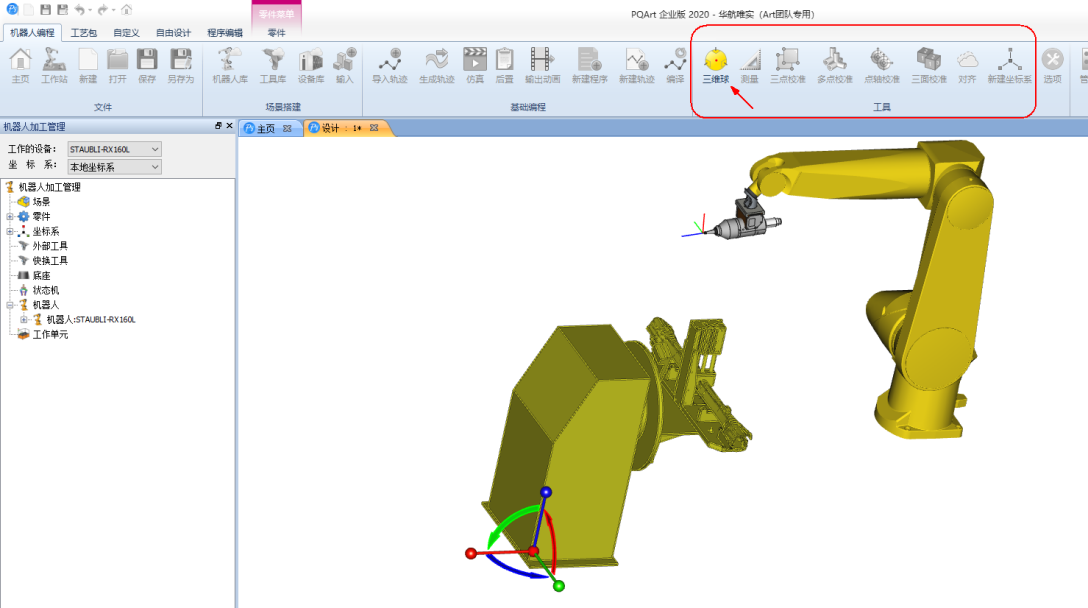 PQArt 企业版 2020 - 华航唯实（Art团队专用）
零件菜单
机器人编程 工艺包 自定义 自由设计 程序编辑 零件
主页 工作站 新建 打开 保存 另存为 机器人库 工具库 设备库 输入 导入轨迹 生成轨迹 仿真 后置 输出动画 新建程序 新建轨迹 编译 三维球 测量 三点校准 多点校准 点轴校准 三面校准 对齐 新建坐标系 选项
文件 场景搭建 基础编程 工具
机器人加工管理 主页 设计 : 1*
工作的设备: STAUBLI-RX160L
坐 标 系: 本地坐标系
机器人加工管理
场景
零件
坐标系
外部工具
快换工具
底座
状态机
机器人
机器人:STAUBLI-RX160L
工作单元